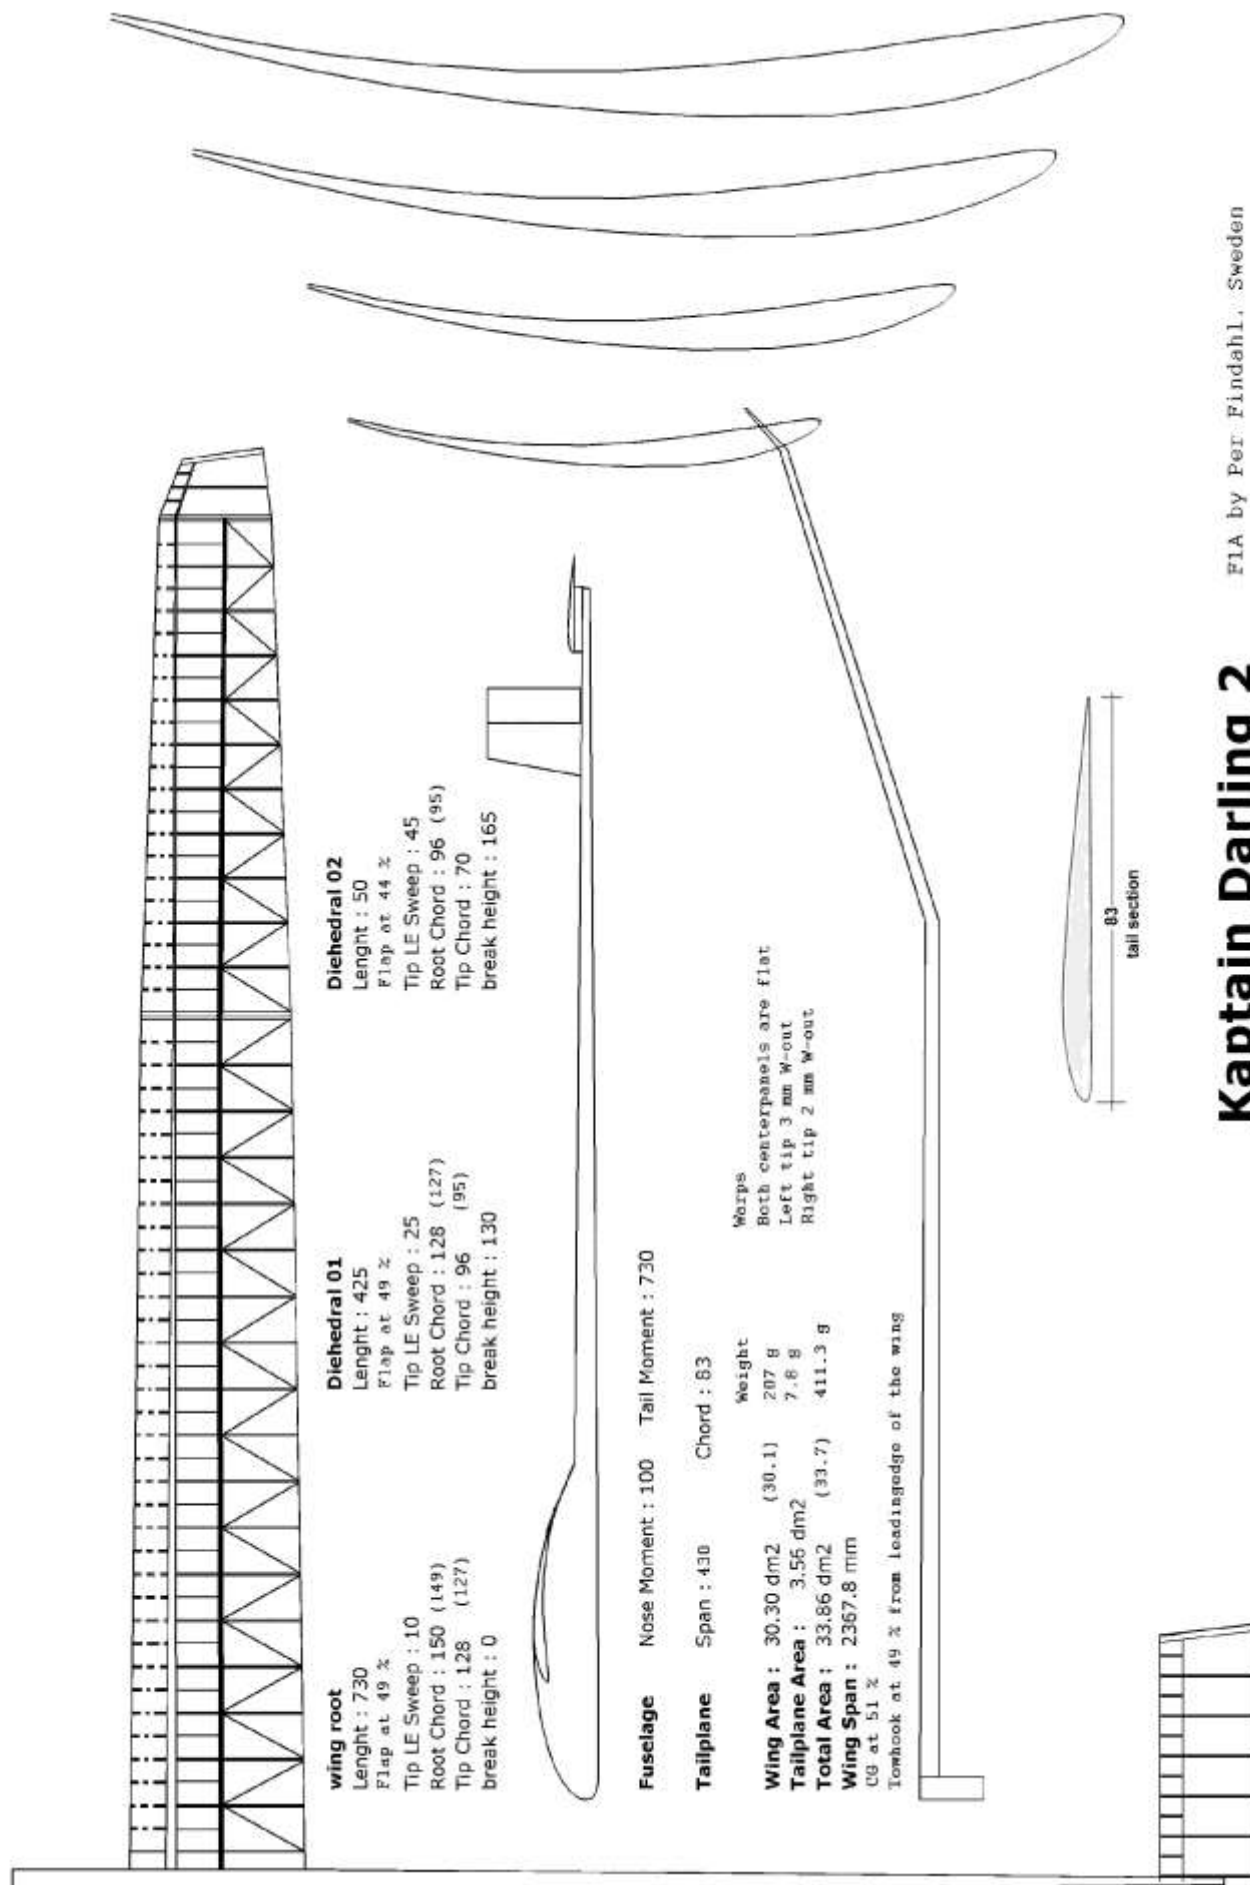 wing root
Lenght : 730
Flap at 49 %
Tip LE Sweep : 10
Root Chord : 150 (149)
Tip Chord : 128 (127)
break height : 0
Diehedral 01
Lenght : 425
Flap at 49 %
Tip LE Sweep : 25
Root Chord : 128 (127)
Tip Chord : 96 (95)
break height : 130
Diehedral 02
Lenght : 50
Flap at 44 %
Tip LE Sweep : 45
Root Chord : 96 (95)
Tip Chord : 70
break height : 165
Fuselage Nose Moment : 100 Tail Moment : 730
Tailplane Span : 430 Chord : 83
Weight
Wing Area : 30.30 dm2 (30.1) 207 g
Tailplane Area : 3.56 dm2 7.8 g
Total Area : 33.86 dm2 (33.7) 411.3 g
Wing Span : 2367.8 mm
CG at 51 %
Towhook at 49 % from leadingedge of the wing
Warps
Both centerpanels are flat
Left tip 3 mm W-out
Right tip 2 mm W-out
83
tail section
Kaptain Darling 2
F1A by Per Findahl. Sweden